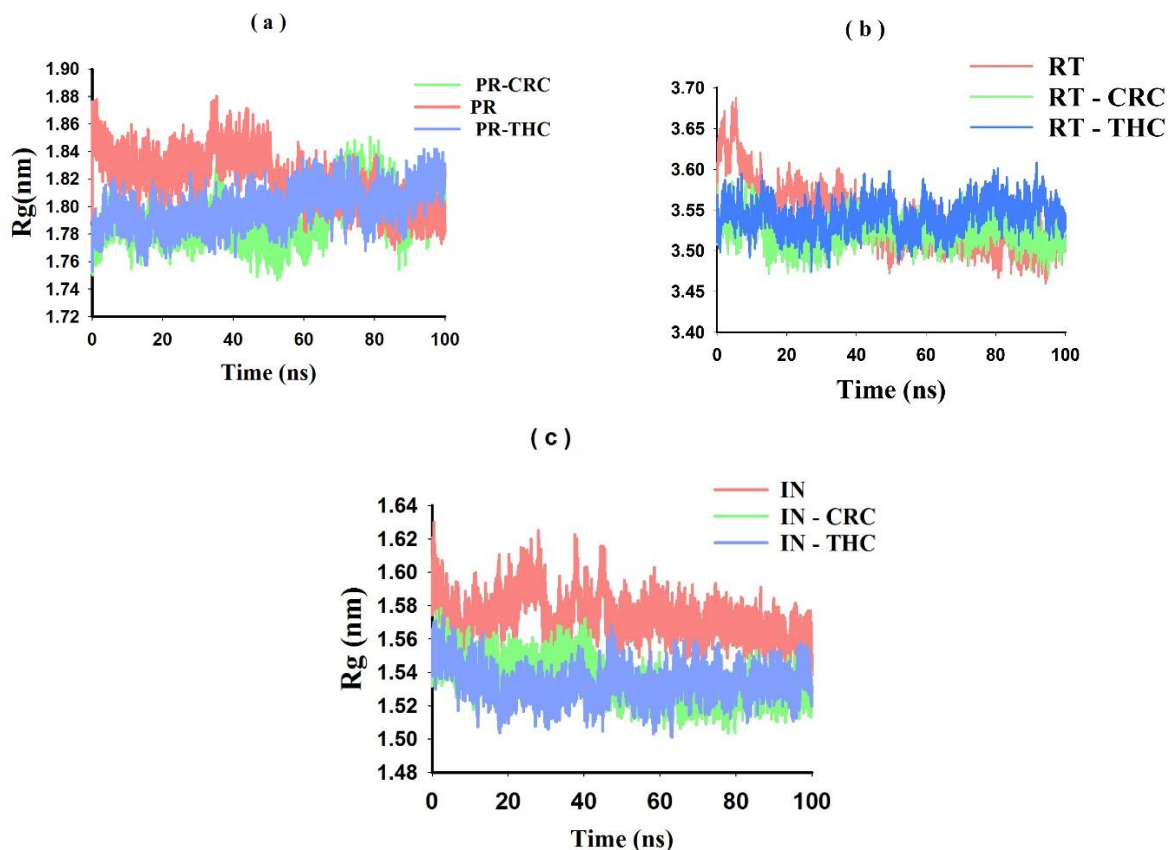 ( a )
Rg(nm)
1.90
1.88
1.86
1.84
1.82
1.80
1.78
1.76
1.74
1.72
0 20 40 60 80 100
Time (ns)
PR-CRC
PR
PR-THC
( b )
3.70
3.65
3.60
3.55
3.50
3.45
3.40
0 20 40 60 80 100
Time (ns)
RT
RT - CRC
RT - THC
( c )
Rg (nm)
1.64
1.62
1.60
1.58
1.56
1.54
1.52
1.50
1.48
0 20 40 60 80 100
Time (ns)
IN
IN - CRC
IN - THC